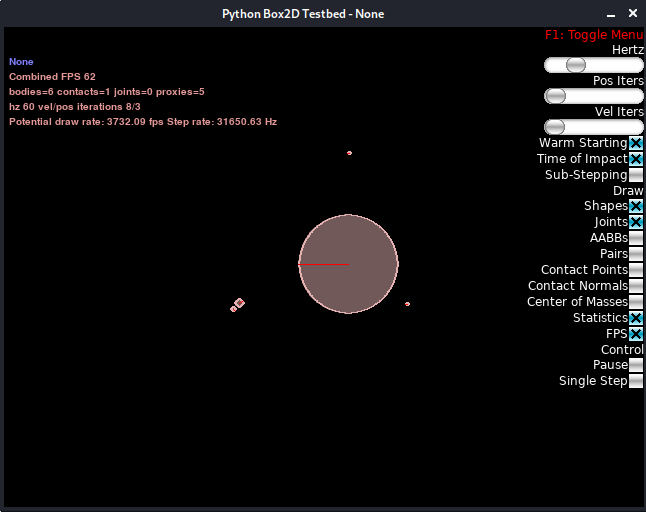 Python Box2D Testbed - None
F1: Toggle Menu
Hertz
None
Combined FPS 62
Pos Iters
bodies=6 contacts=1 joints=0 proxies=5
hz 60 vel/pos iterations 8/3
Vel Iters
Potential draw rate: 3732.09 fps Step rate: 31650.63 Hz
Warm Starting
Time of Impact
Sub-Stepping
Draw
Shapes
Joints
AABBs
Pairs
Contact Points
Contact Normals
Center of Masses
Statistics
FPS
Control
Pause
Single Step